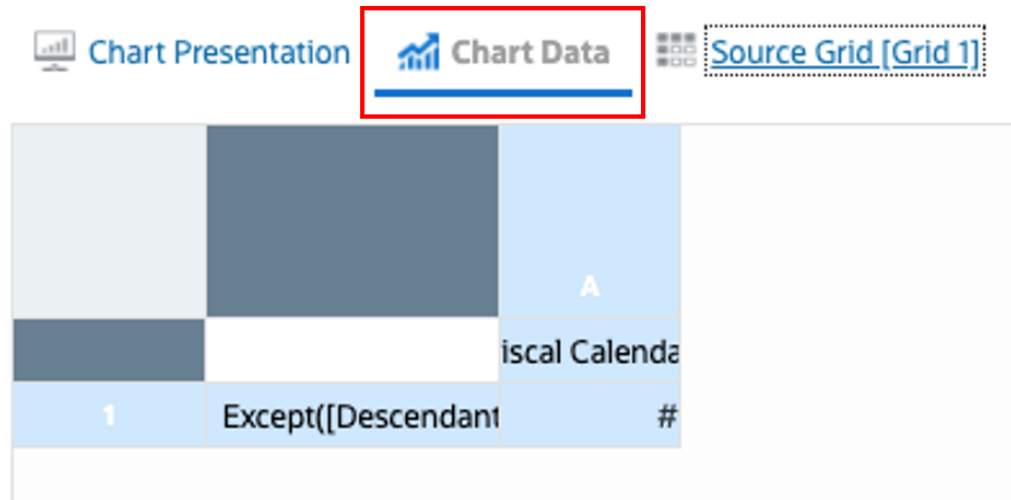 Chart Presentation Chart Data Source Grid [Grid 1]
A
iscal Calenda
1 Except([Descendant #